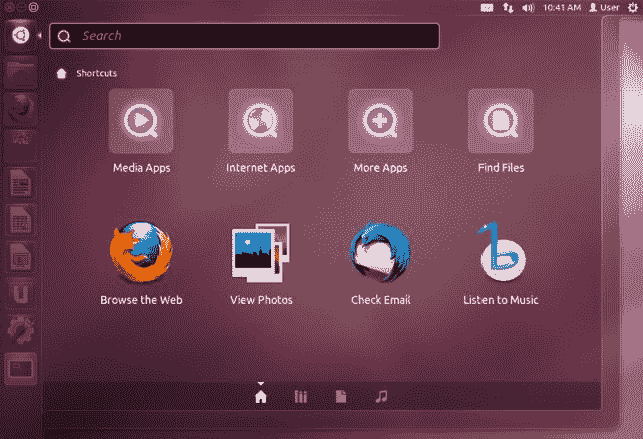 10:41 AM User
Search
Shortcuts
Media Apps Internet Apps More Apps Find Files
Browse the Web View Photos Check Email Listen to Music